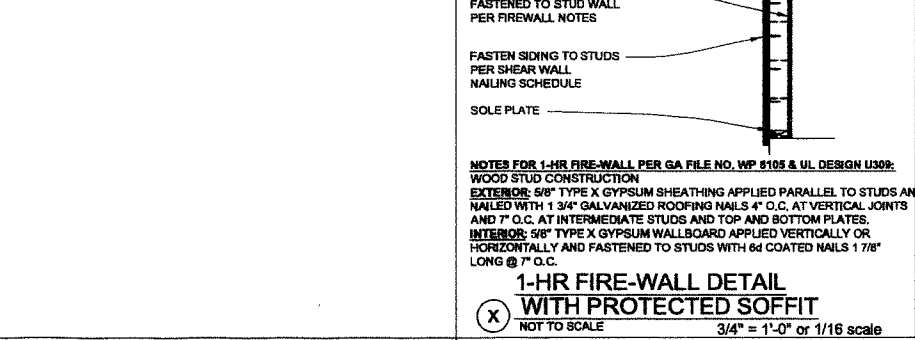 FASTENED TO STUD WALL
PER FIREWALL NOTES
FASTEN SIDING TO STUDS
PER SHEAR WALL
NAILING SCHEDULE
SOLE PLATE
NOTES FOR 1-HR FIRE-WALL PER GA FILE NO. WP 8105 & UL DESIGN U309:
WOOD STUD CONSTRUCTION
EXTERIOR: 5/8" TYPE X GYPSUM SHEATHING APPLIED PARALLEL TO STUDS AN
NAILED WITH 1 3/4" GALVANIZED ROOFING NAILS 4" O.C. AT VERTICAL JOINTS
AND 7" O.C. AT INTERMEDIATE STUDS AND TOP AND BOTTOM PLATES.
INTERIOR: 5/8" TYPE X GYPSUM WALLBOARD APPLIED VERTICALLY OR
HORIZONTALLY AND FASTENED TO STUDS WITH 6d COATED NAILS 1 7/8"
LONG @ 7" O.C.
1-HR FIRE-WALL DETAIL
X WITH PROTECTED SOFFIT
NOT TO SCALE 3/4" = 1'-0" or 1/16 scale